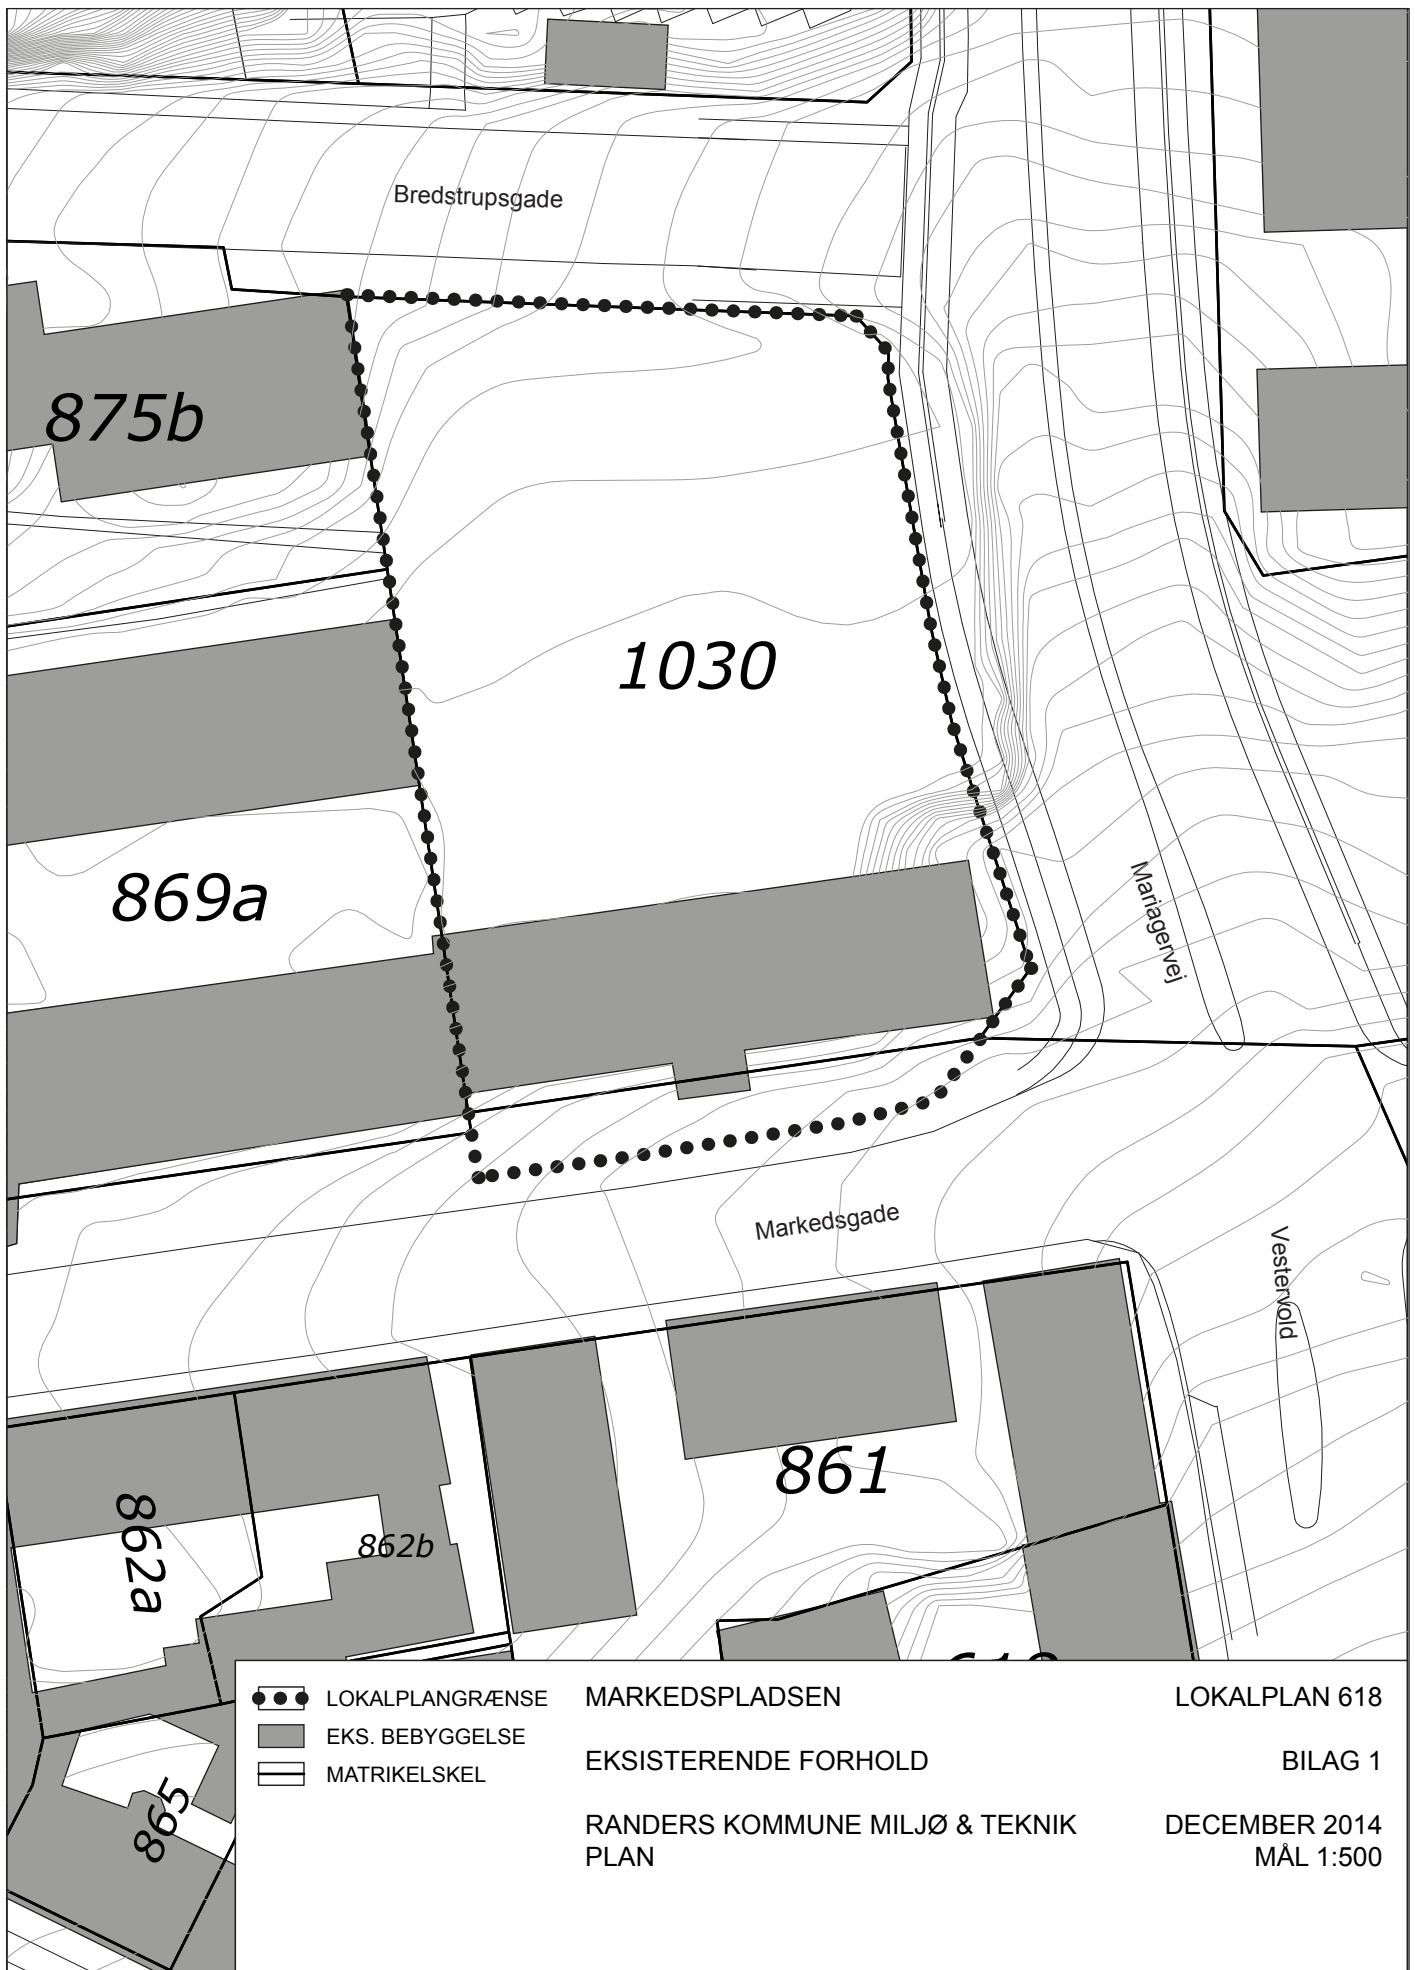 Bredstrupsgade
875b
1030
869a
Mariagervej
Markedsgade
Vestervold
861
862a
862b
865
LOKALPLANGRÆNSE
EKS. BEBYGGELSE
MATRIKELSKEL
MARKEDSPLADSEN
LOKALPLAN 618
EKSISTERENDE FORHOLD
BILAG 1
RANDERS KOMMUNE MILJØ & TEKNIK
PLAN
DECEMBER 2014
MÅL 1:500